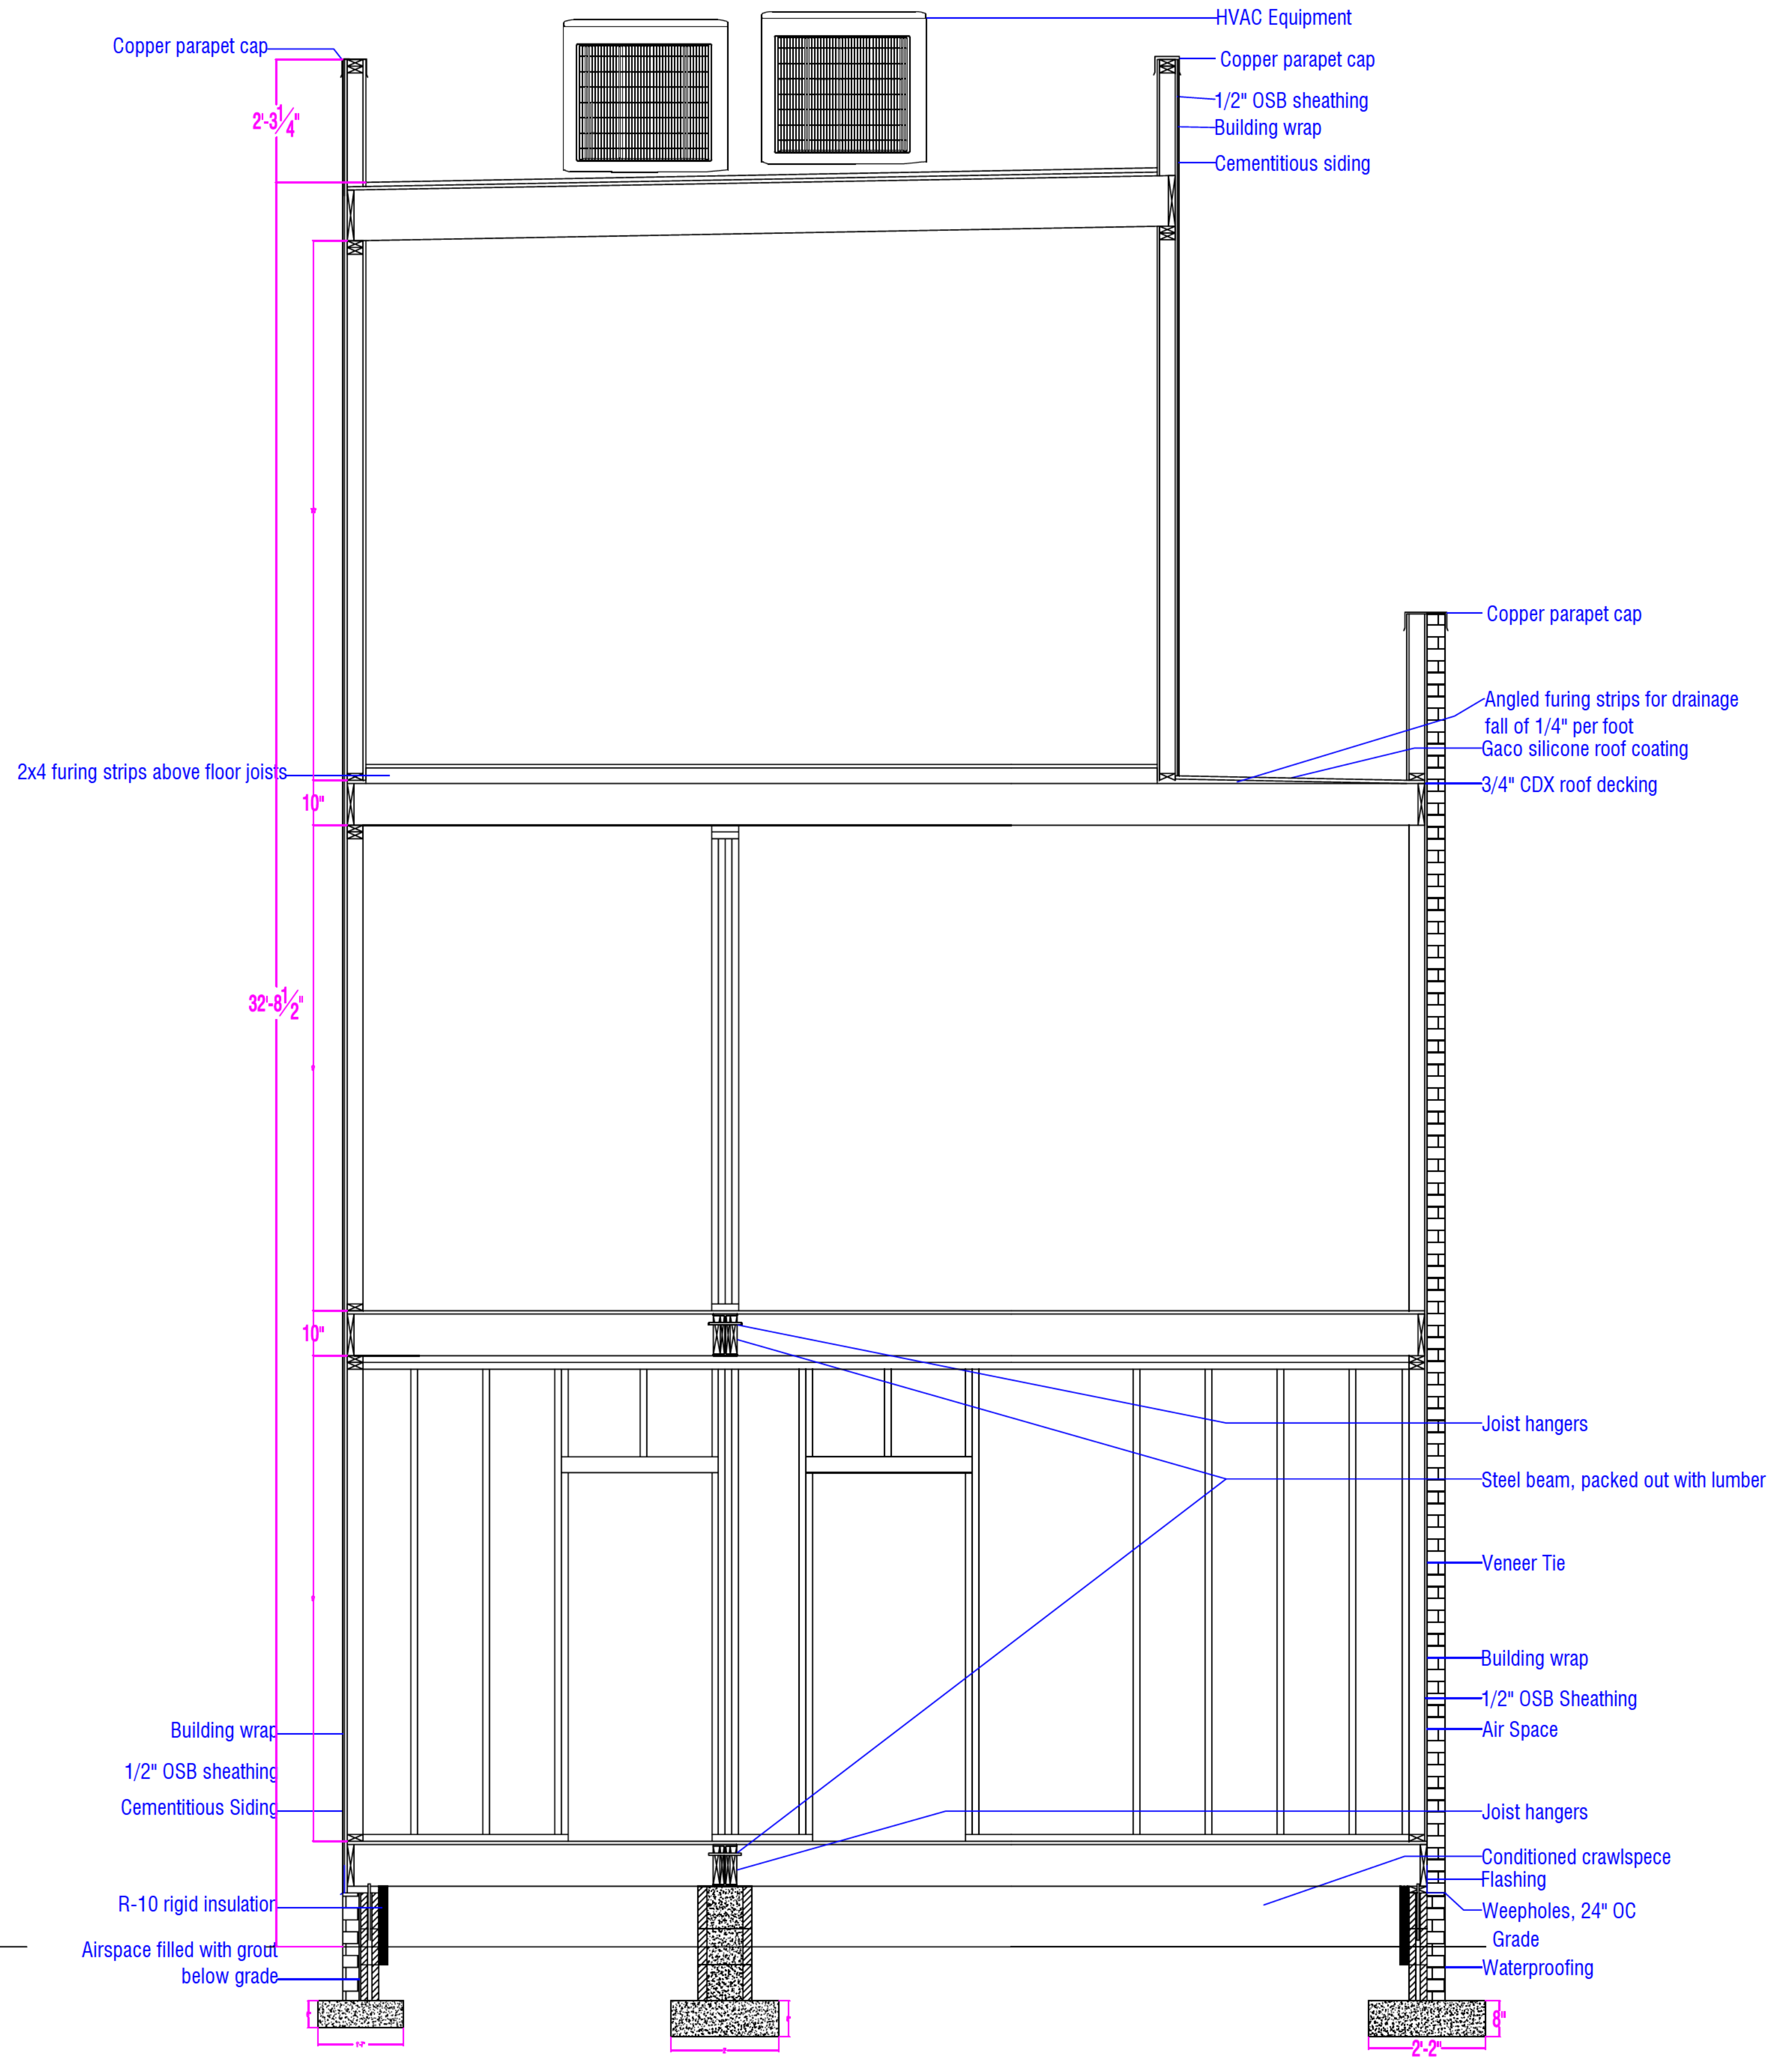 HVAC Equipment
Copper parapet cap
Copper parapet cap
1/2" OSB sheathing
2'-3 1/4"
Building wrap
Cementitious siding
Copper parapet cap
Angled furing strips for drainage
fall of 1/4" per foot
Gaco silicone roof coating
2x4 furing strips above floor joists
3/4" CDX roof decking
10"
32'-8 1/2"
10"
Joist hangers
Steel beam, packed out with lumber
Veneer Tie
Building wrap
1/2" OSB Sheathing
Building wrap
Air Space
1/2" OSB sheathing
Cementitious Siding
Joist hangers
Conditioned crawlspece
Flashing
R-10 rigid insulation
Weepholes, 24" OC
Grade
Airspace filled with grout
below grade
Waterproofing
8"
2'-2"